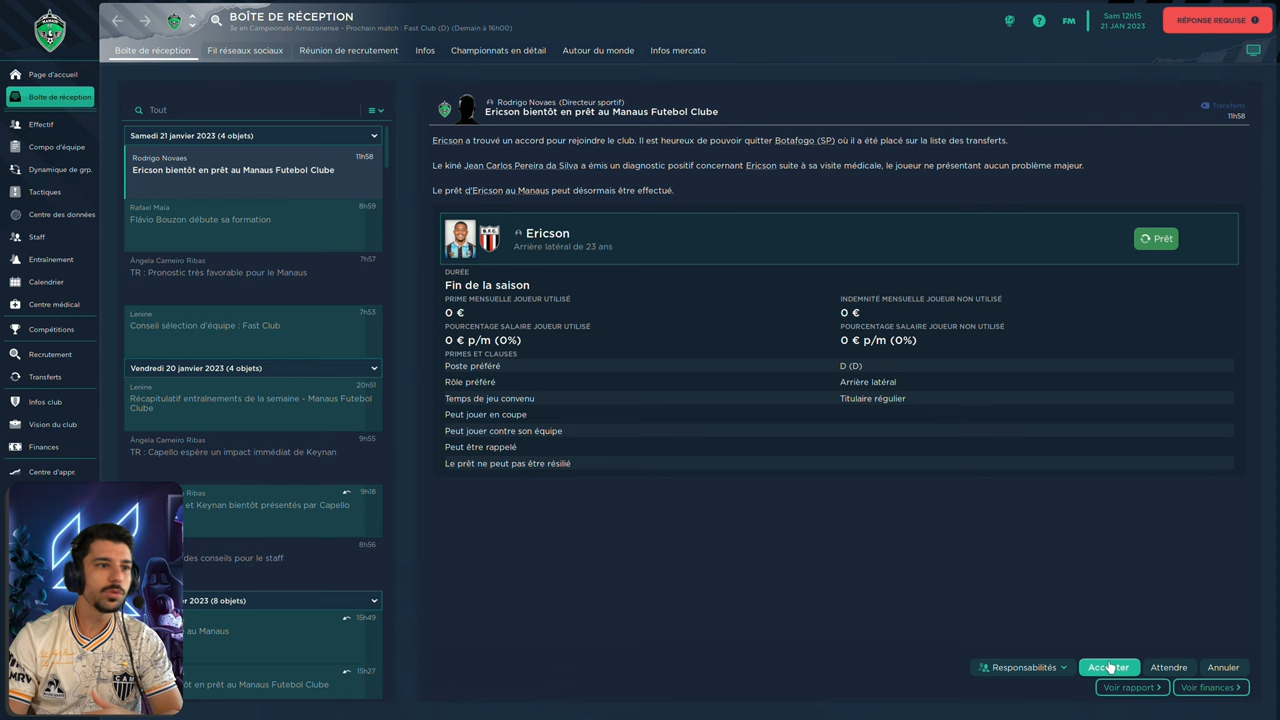 BOÎTE DE RÉCEPTION
3e en Campeonato Amazonense - Prochain match : Fast Club (D) (Demain à 16h00)
FM
Sam 12h15
21 JAN 2023
RÉPONSE REQUISE
Boîte de réception
Fil réseaux sociaux
Réunion de recrutement
Infos
Championnats en détail
Autour du monde
Infos mercato
Page d'accueil
Boîte de réception
Effectif
Compo d'équipe
Dynamique de grp.
Tactiques
Centre des données
Staff
Entraînement
Calendrier
Centre médical
Compétitions
Recrutement
Transferts
Infos club
Vision du club
Finances
Centre d'appr.
Tout
Samedi 21 janvier 2023 (4 objets)
Rodrigo Novaes
11h58
Ericson bientôt en prêt au Manaus Futebol Clube
Rafael Maia
8h59
Flávio Bouzon débute sa formation
Ângela Carneiro Ribas
7h57
TR : Pronostic très favorable pour le Manaus
Lenine
7h53
Conseil sélection d'équipe : Fast Club
Vendredi 20 janvier 2023 (4 objets)
Lenine
20h51
Récapitulatif entraînements de la semaine - Manaus Futebol
Clube
Ângela Carneiro Ribas
9h55
TR : Capello espère un impact immédiat de Keynan
Ribas
9h18
et Keynan bientôt présentés par Capello
8h56
des conseils pour le staff
2023 (8 objets)
15h49
au Manaus
15h27
en prêt au Manaus Futebol Clube
Rodrigo Novaes (Directeur sportif)
Ericson bientôt en prêt au Manaus Futebol Clube
Transferts
11h58
Ericson a trouvé un accord pour rejoindre le club. Il est heureux de pouvoir quitter Botafogo (SP) où il a été placé sur la liste des transferts.
Le kiné Jean Carlos Pereira da Silva a émis un diagnostic positif concernant Ericson suite à sa visite médicale, le joueur ne présentant aucun problème majeur.
Le prêt d'Ericson au Manaus peut désormais être effectué.
Ericson
Arrière latéral de 23 ans
Prêt
DURÉE
Fin de la saison
PRIME MENSUELLE JOUEUR UTILISÉ
INDEMNITÉ MENSUELLE JOUEUR NON UTILISÉ
0 €
0 €
POURCENTAGE SALAIRE JOUEUR UTILISÉ
POURCENTAGE SALAIRE JOUEUR NON UTILISÉ
0 € p/m (0%)
0 € p/m (0%)
PRIMES ET CLAUSES
Poste préféré
D (D)
Rôle préféré
Arrière latéral
Temps de jeu convenu
Titulaire régulier
Peut jouer en coupe
Peut jouer contre son équipe
Peut être rappelé
Le prêt ne peut pas être résilié
Responsabilités
Accepter
Attendre
Annuler
Voir rapport
Voir finances